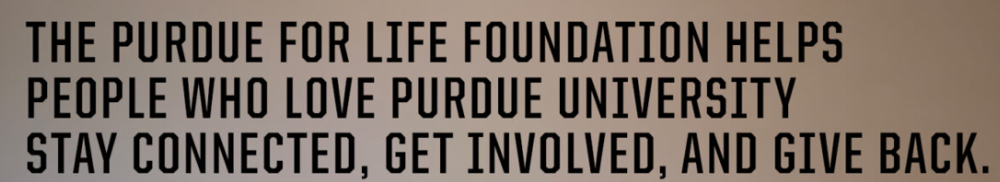 THE PURDUE FOR LIFE FOUNDATION HELPS
PEOPLE WHO LOVE PURDUE UNIVERSITY
STAY CONNECTED, GET INVOLVED, AND GIVE BACK.